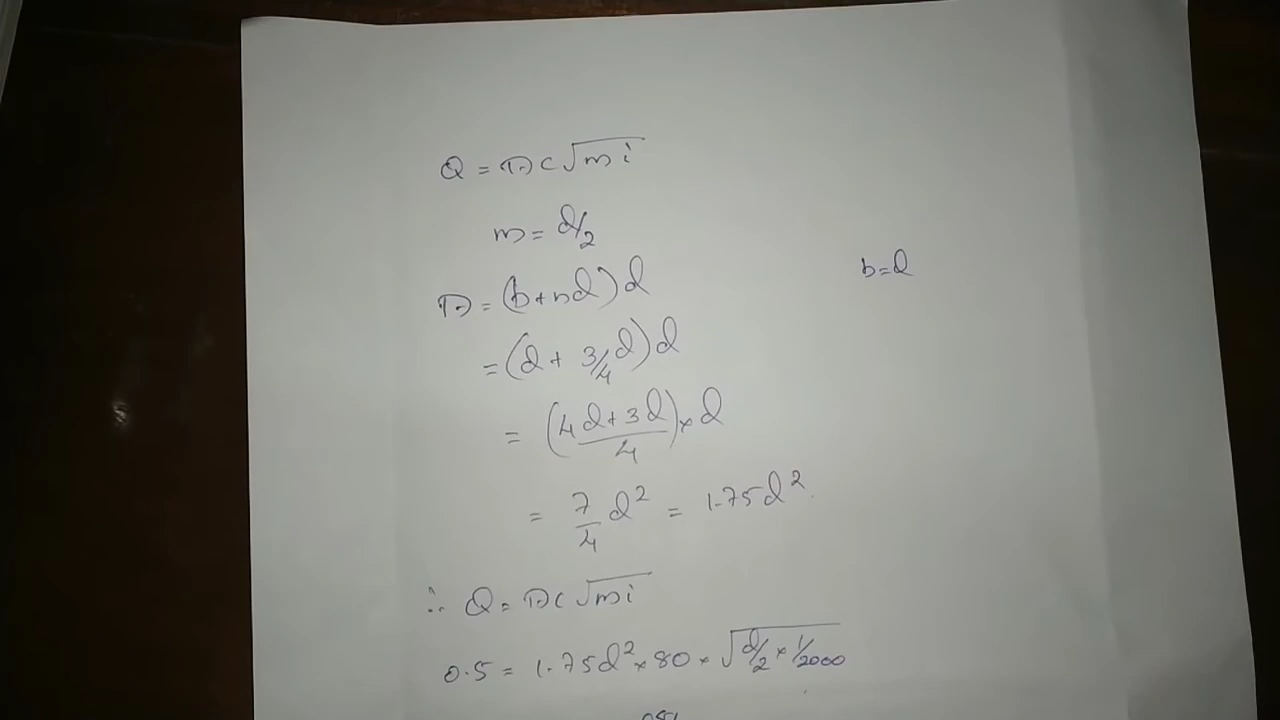 Q = AC√mi
m = d/2
b = d
A = (b + nd) d
= (d + 3/4 d) d
= (4d + 3d / 4) × d
= 7/4 d² = 1.75d²
∴ Q = AC√mi
0.5 = 1.75d² × 80 × √d/2 × 1/2000